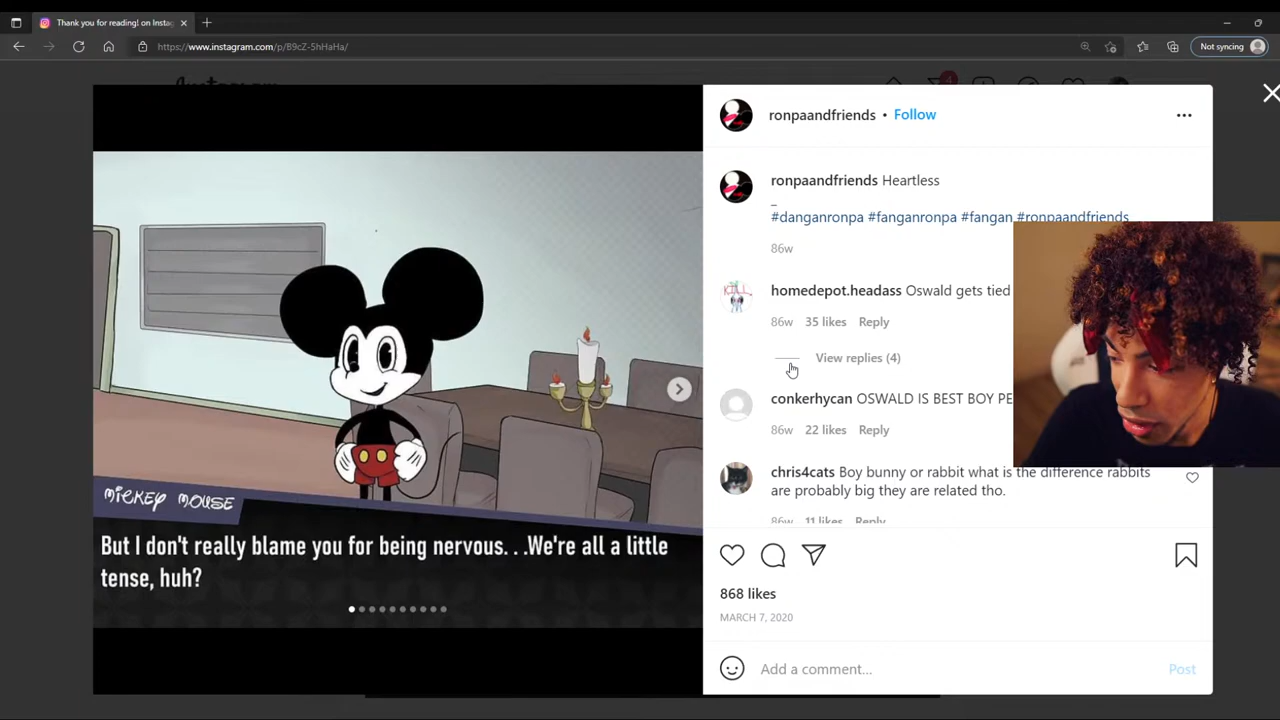 Thank you for reading! on Insta
https://www.instagram.com/p/B9cZ-5hHaHa/
Not syncing
Instagram
4
ronpaandfriends • Follow
ronpaandfriends Heartless
_
#danganronpa #fanganronpa #fangan #ronpaandfriends
86w
homedepot.headass Oswald gets tied
86w 35 likes Reply
View replies (4)
conkerhycan OSWALD IS BEST BOY
86w 22 likes Reply
chris4cats Boy bunny or rabbit what is the difference rabbits
are probably big they are related tho.
86w 11 likes Reply
MICKEY MOUSE
But I don't really blame you for being nervous. . .We're all a little
tense, huh?
868 likes
MARCH 7, 2020
Add a comment...
Post